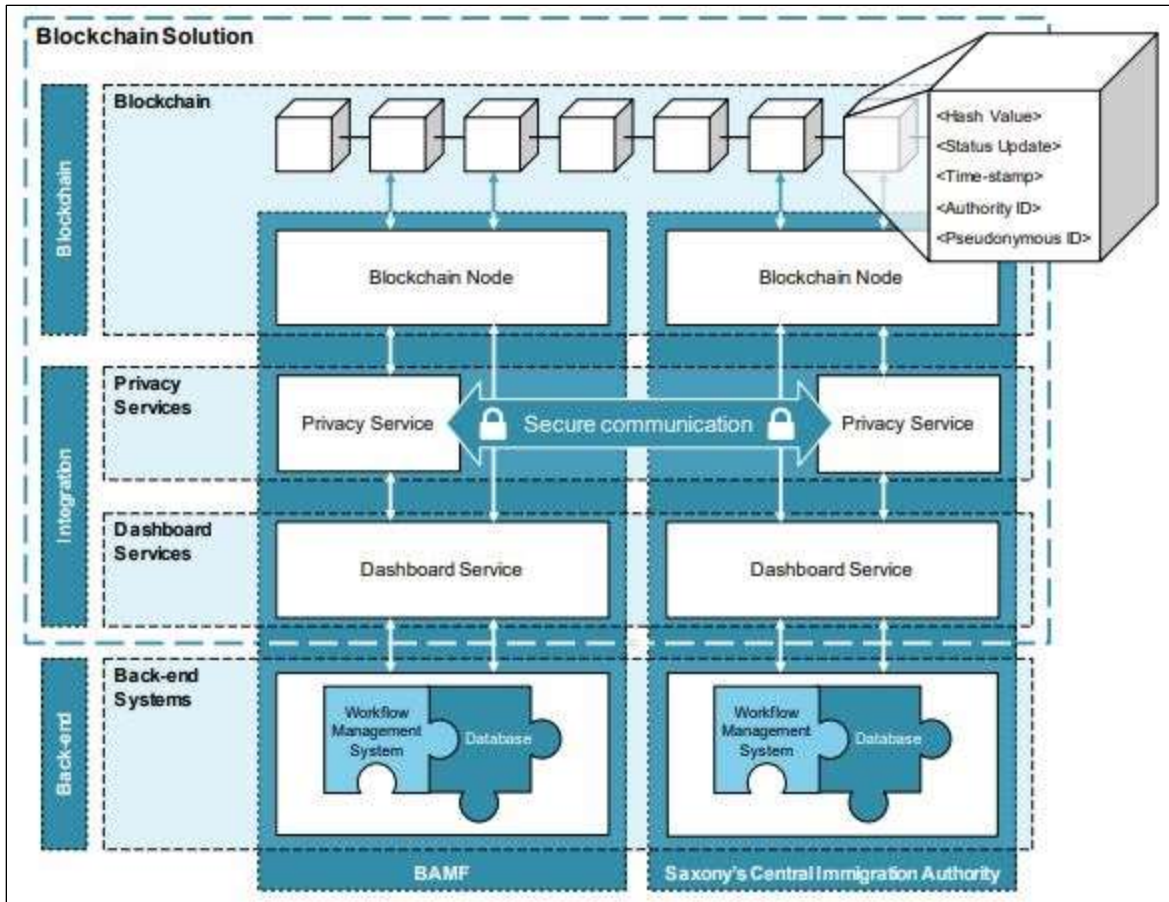 Blockchain Solution
Blockchain
Blockchain
<Hash Value>
<Status Update>
<Time-stamp>
<Authority ID>
<Pseudonymous ID>
Blockchain Node
Blockchain Node
Integration
Privacy
Services
Privacy Service
Secure communication
Privacy Service
Dashboard
Services
Dashboard Service
Dashboard Service
Back-end
Back-end
Systems
Workflow
Management
System
Database
Workflow
Management
System
Database
BAMF
Saxony's Central Immigration Authority